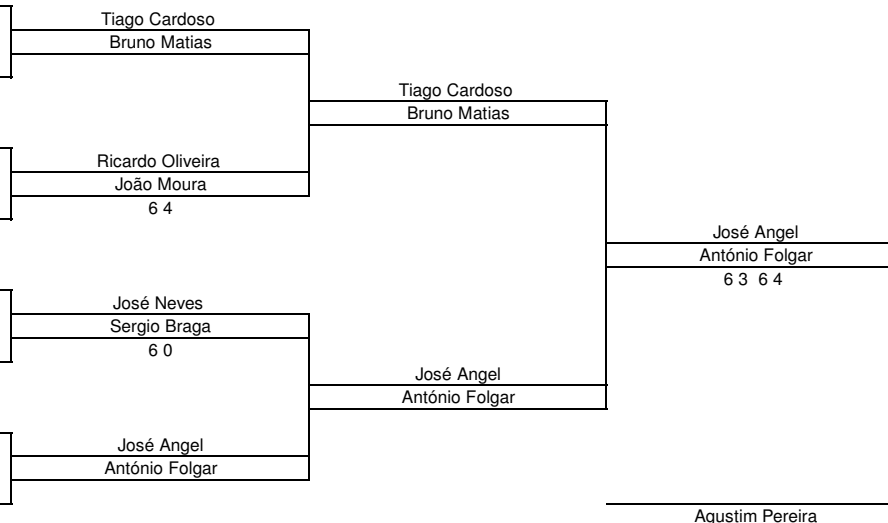 Tiago Cardoso
Bruno Matias
Tiago Cardoso
Bruno Matias
Ricardo Oliveira
João Moura
6 4
José Angel
António Folgar
6 3 6 4
José Neves
Sergio Braga
6 0
José Angel
António Folgar
José Angel
António Folgar
Agustim Pereira